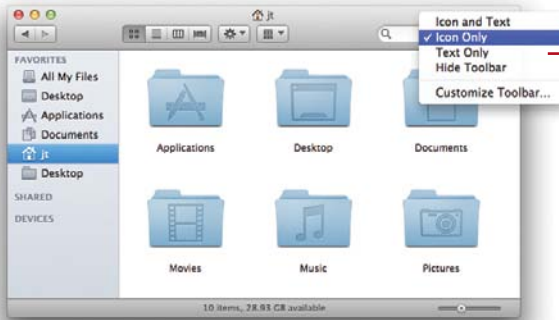 jt
Icon and Text
✓ Icon Only
Text Only
Hide Toolbar
Customize Toolbar...
FAVORITES
All My Files
Desktop
Applications
Documents
jt
Desktop
SHARED
DEVICES
Applications
Desktop
Documents
Movies
Music
Pictures
10 items, 28.93 GB available